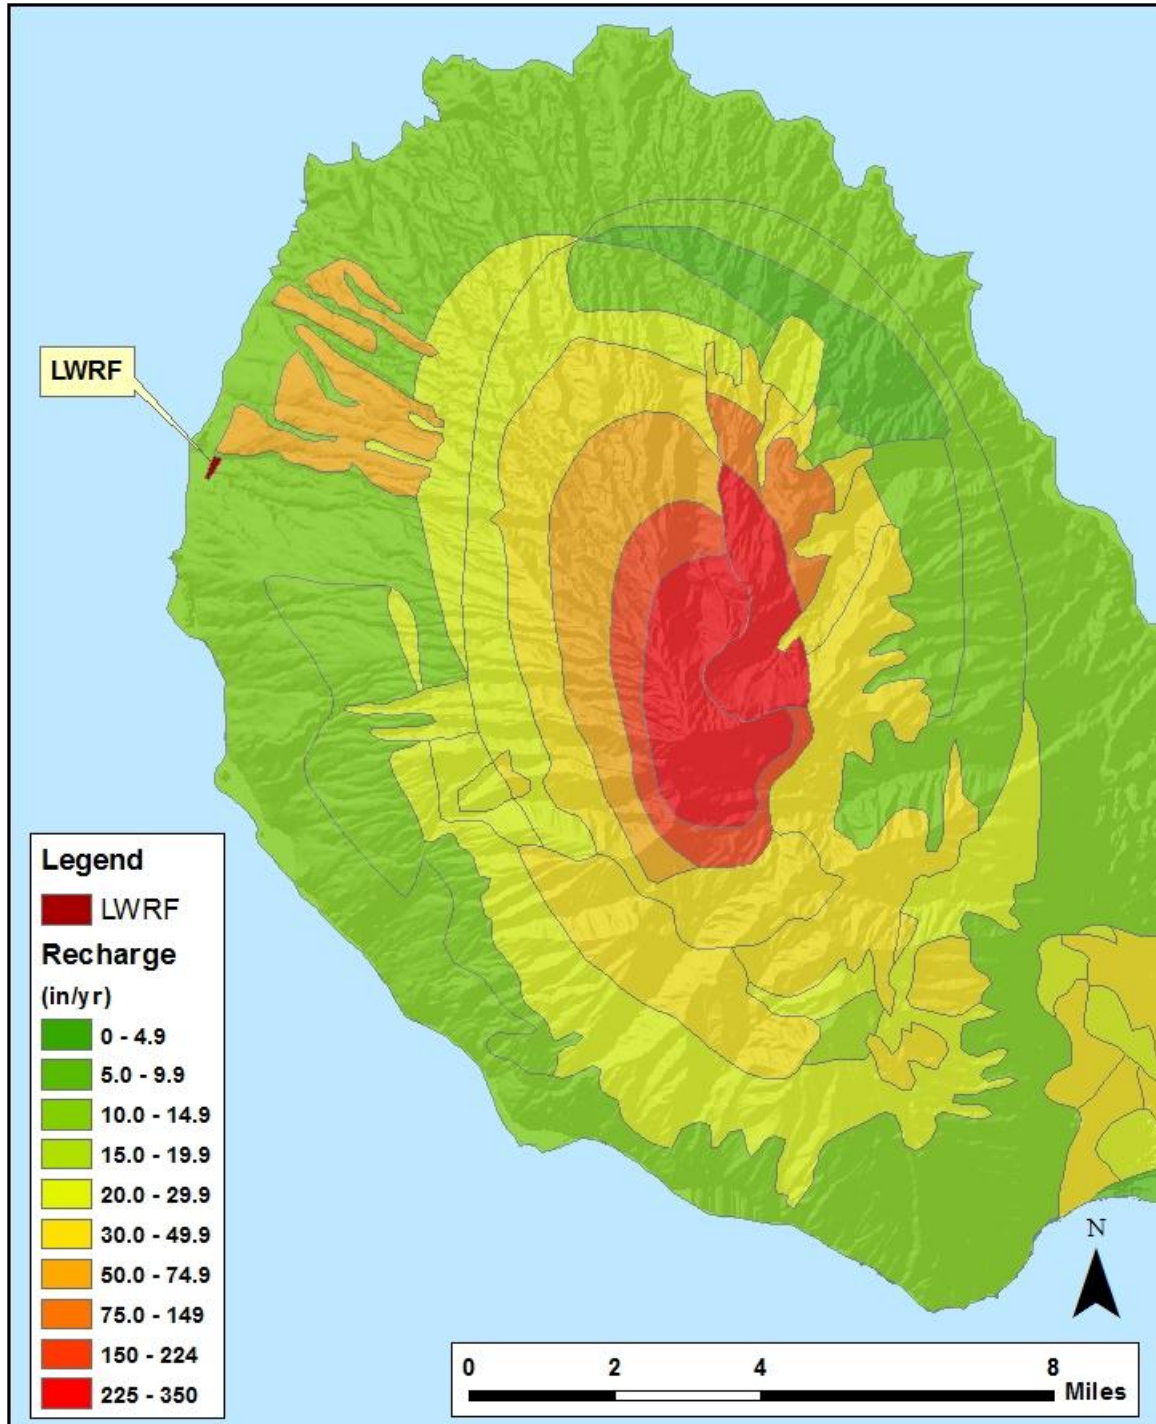 LWRF
Legend
LWRF
Recharge
(in/yr)
0 - 4.9
5.0 - 9.9
10.0 - 14.9
15.0 - 19.9
20.0 - 29.9
30.0 - 49.9
50.0 - 74.9
75.0 - 149
150 - 224
225 - 350
N
0 2 4 8
Miles